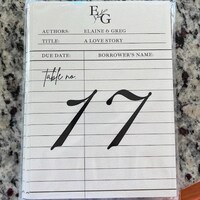 E&G
AUTHORS: ELAINE & GREG
TITLE: A LOVE STORY
DUE DATE: BORROWER'S NAME:
table no.
17